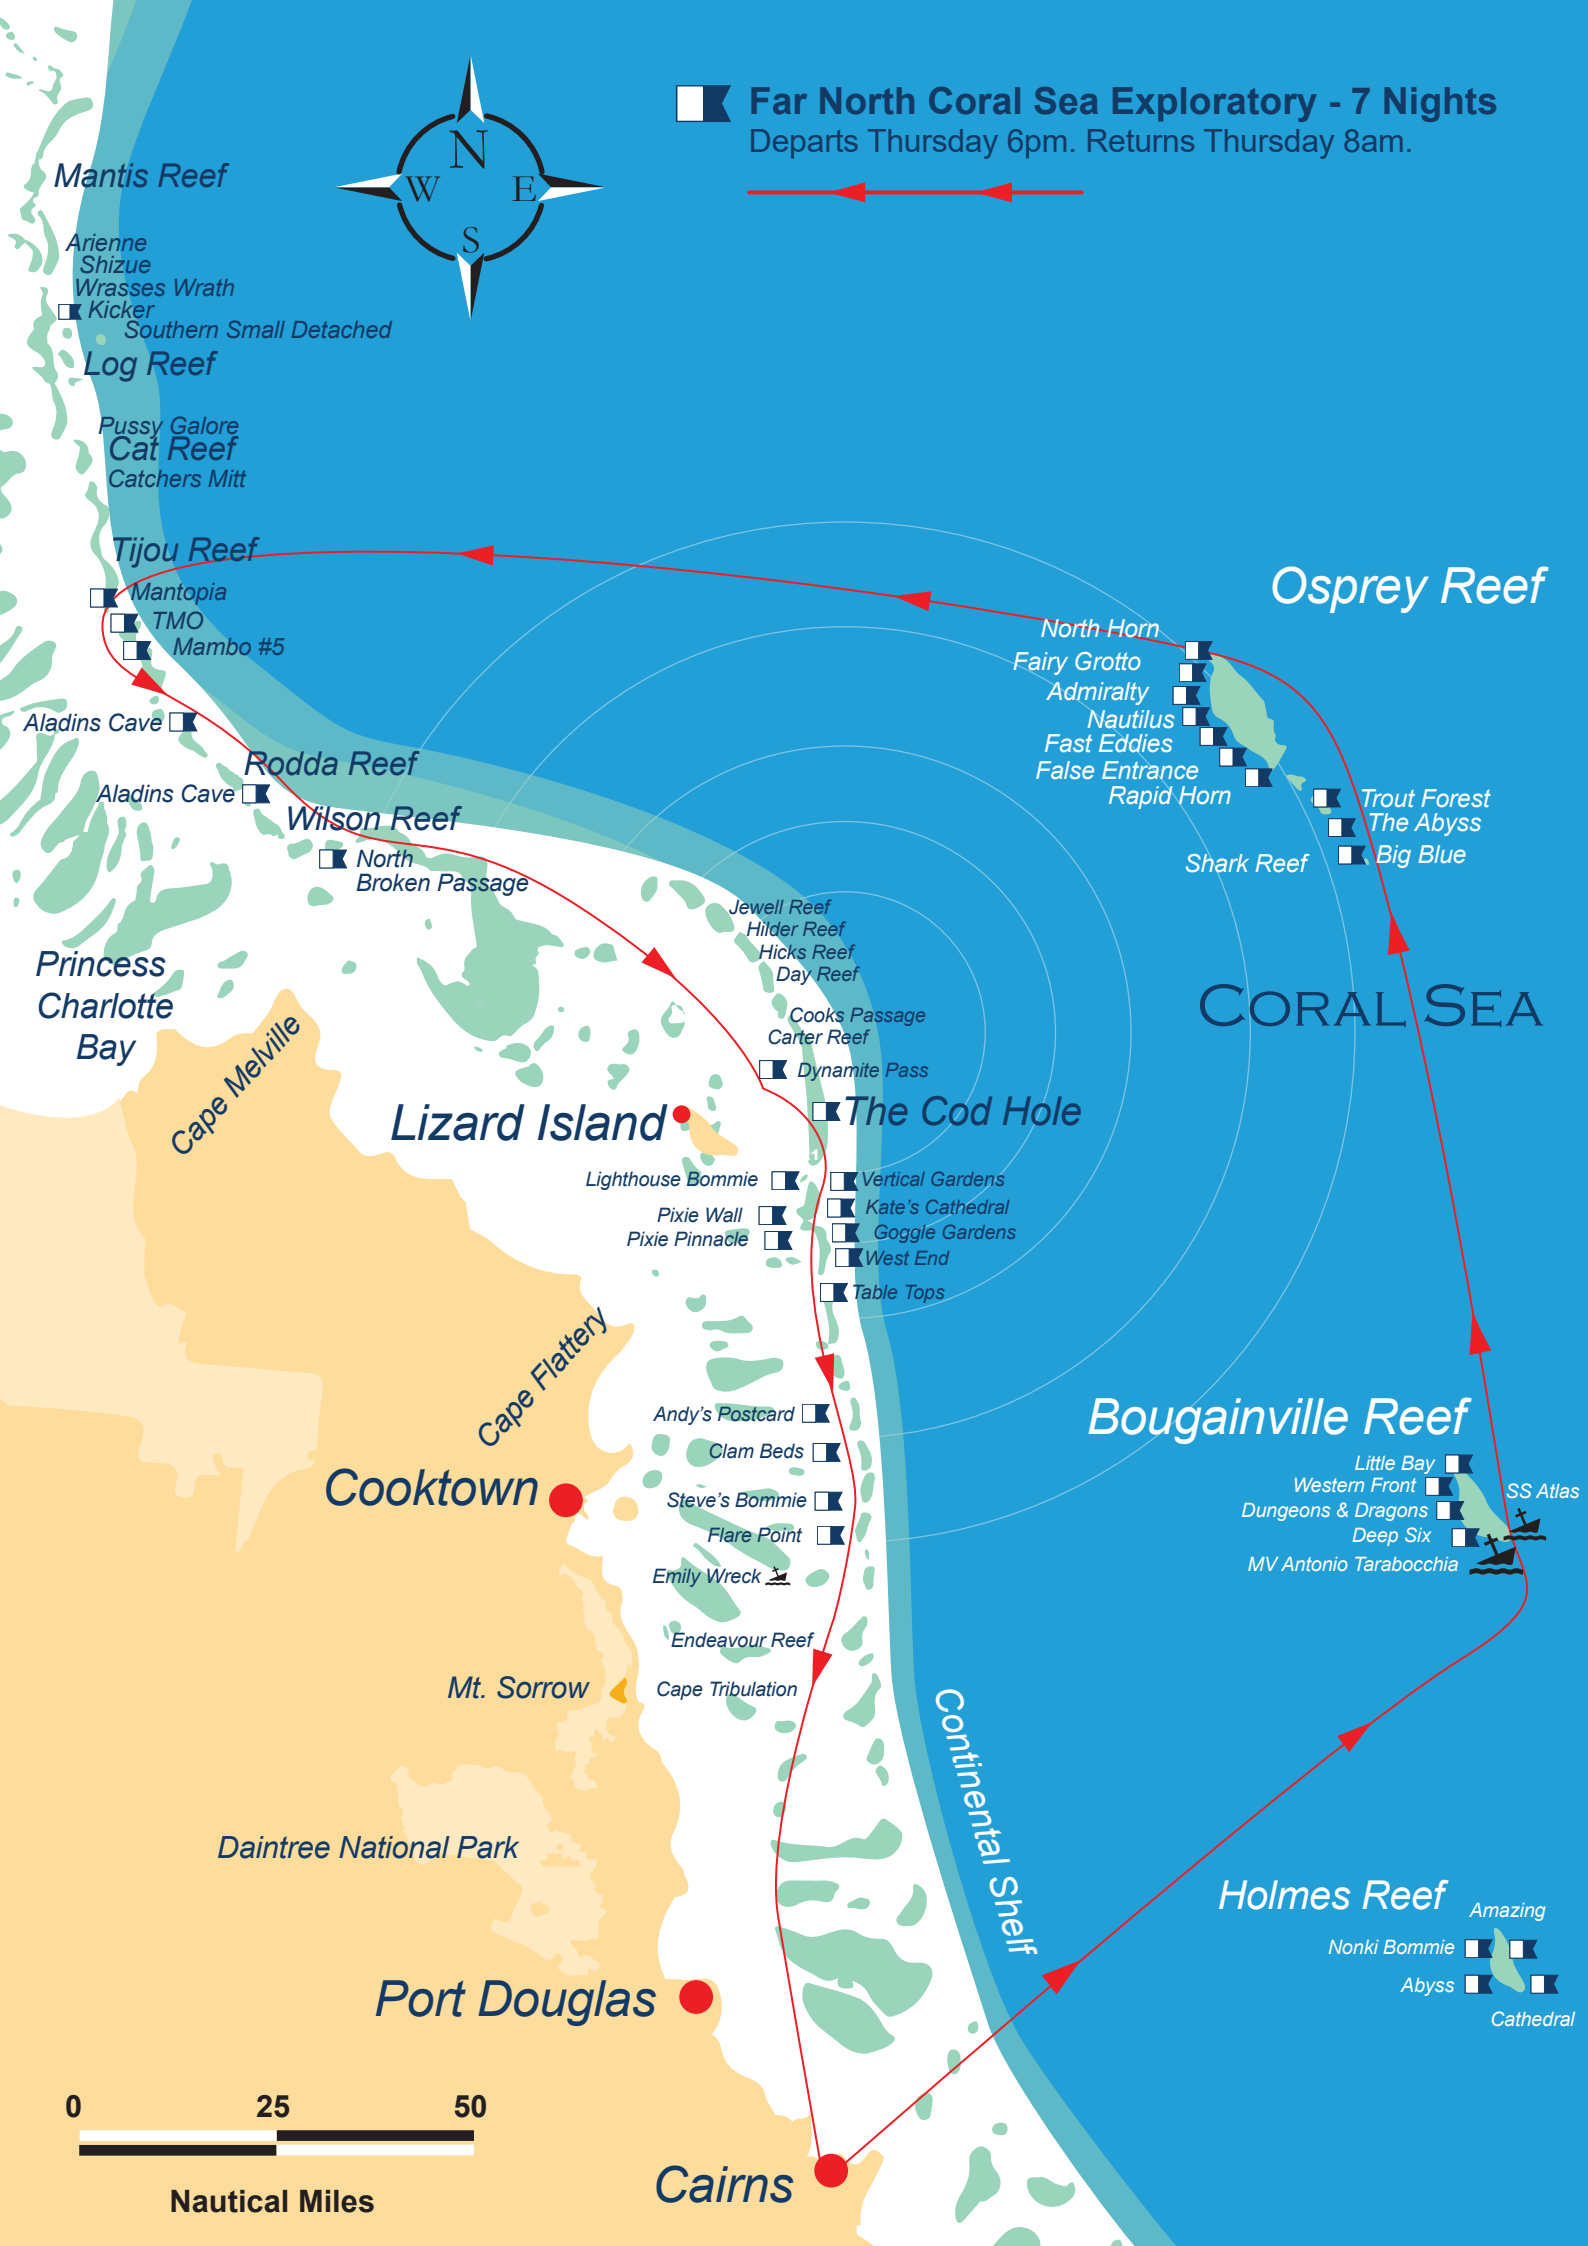 Far North Coral Sea Exploratory - 7 Nights
Departs Thursday 6pm. Returns Thursday 8am.
N
W
E
S
Mantis Reef
Arienne
Shizue
Wrasses Wrath
Kicker
Southern Small Detached
Log Reef
Pussy Galore
Cat Reef
Catchers Mitt
Tijou Reef
Mantopia
TMO
Mambo #5
Aladins Cave
Rodda Reef
Aladins Cave
Wilson Reef
North
Broken Passage
Osprey Reef
North Horn
Fairy Grotto
Admiralty
Nautilus
Fast Eddies
False Entrance
Rapid Horn
Trout Forest
The Abyss
Big Blue
Shark Reef
Princess
Charlotte
Bay
Cape Melville
Jewell Reef
Hilder Reef
Hicks Reef
Day Reef
Cooks Passage
Carter Reef
Dynamite Pass
CORAL SEA
Lizard Island
The Cod Hole
1
Lighthouse Bommie
Vertical Gardens
Pixie Wall
Kate's Cathedral
Pixie Pinnacle
Goggle Gardens
West End
Table Tops
Cape Flattery
Andy's Postcard
Clam Beds
Cooktown
Steve's Bommie
Flare Point
Emily Wreck
Bougainville Reef
Little Bay
Western Front
SS Atlas
Dungeons & Dragons
Deep Six
MV Antonio Tarabocchia
Endeavour Reef
Mt. Sorrow
Cape Tribulation
Continental Shelf
Daintree National Park
Holmes Reef
Amazing
Nonki Bommie
Abyss
Cathedral
Port Douglas
Cairns
0 25 50
Nautical Miles